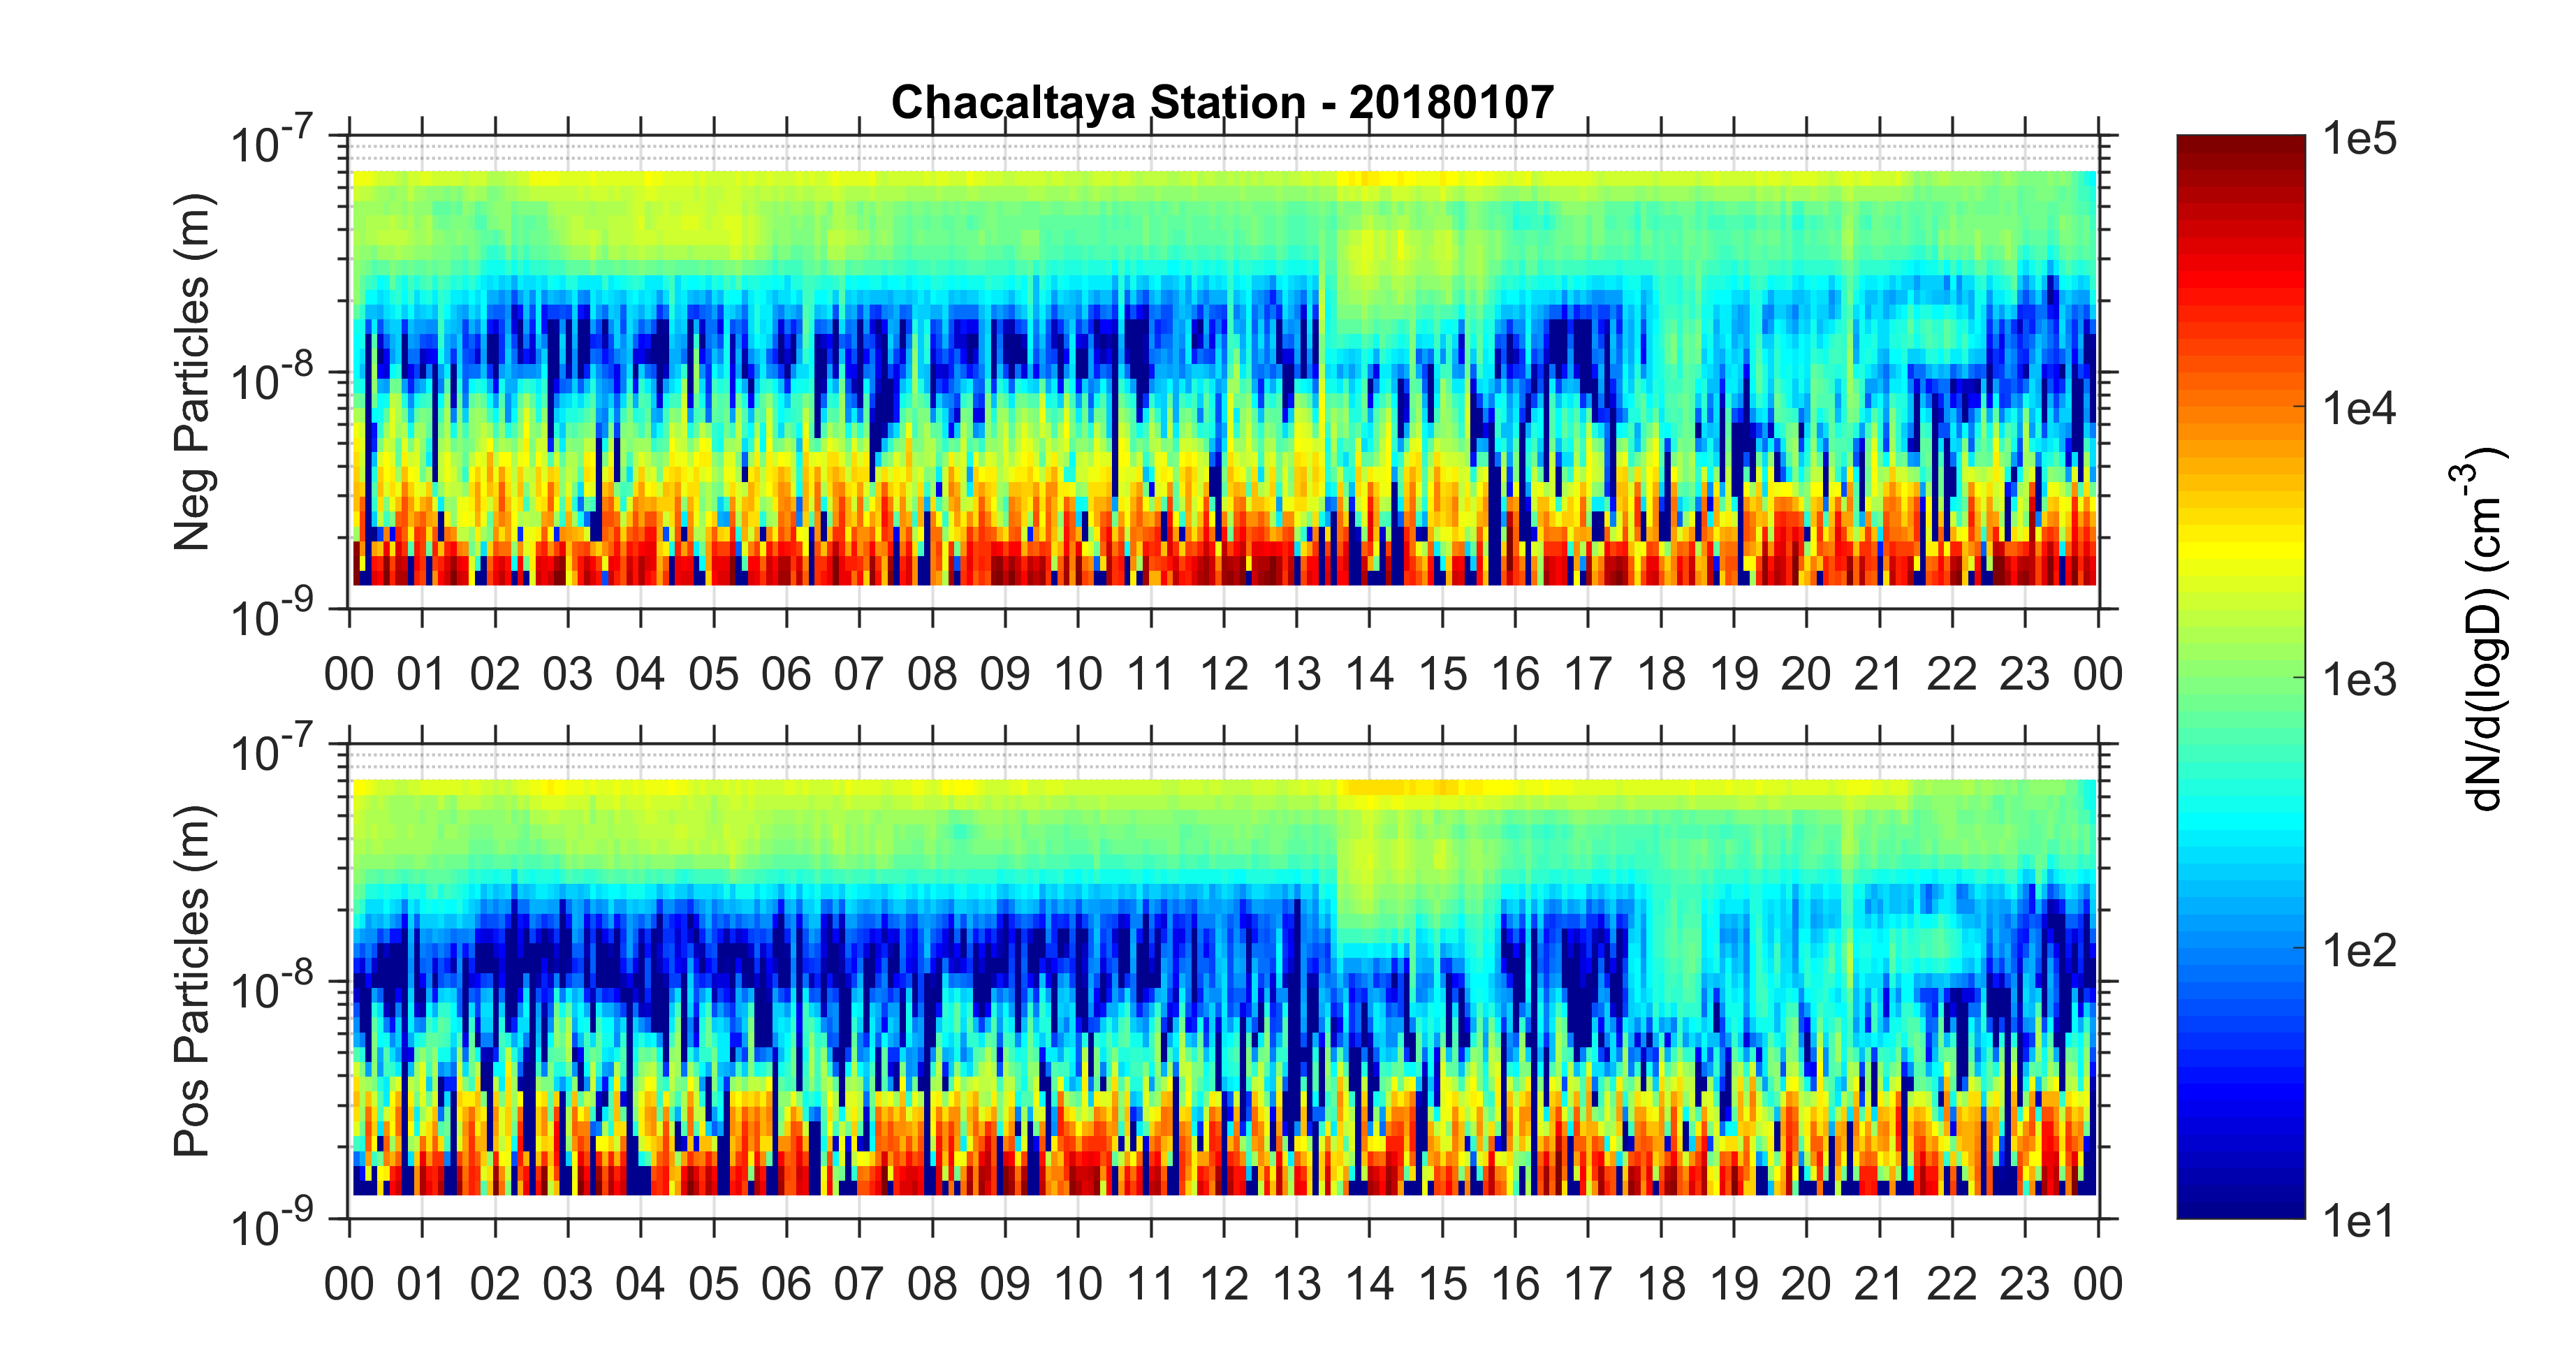 Chacaltaya Station - 20180107
Neg Particles (m)
10-7
10-8
10-9
00 01 02 03 04 05 06 07 08 09 10 11 12 13 14 15 16 17 18 19 20 21 22 23 00
Pos Particles (m)
10-7
10-8
10-9
00 01 02 03 04 05 06 07 08 09 10 11 12 13 14 15 16 17 18 19 20 21 22 23 00
1e5
1e4
1e3
1e2
1e1
dN/d(logD) (cm-3)